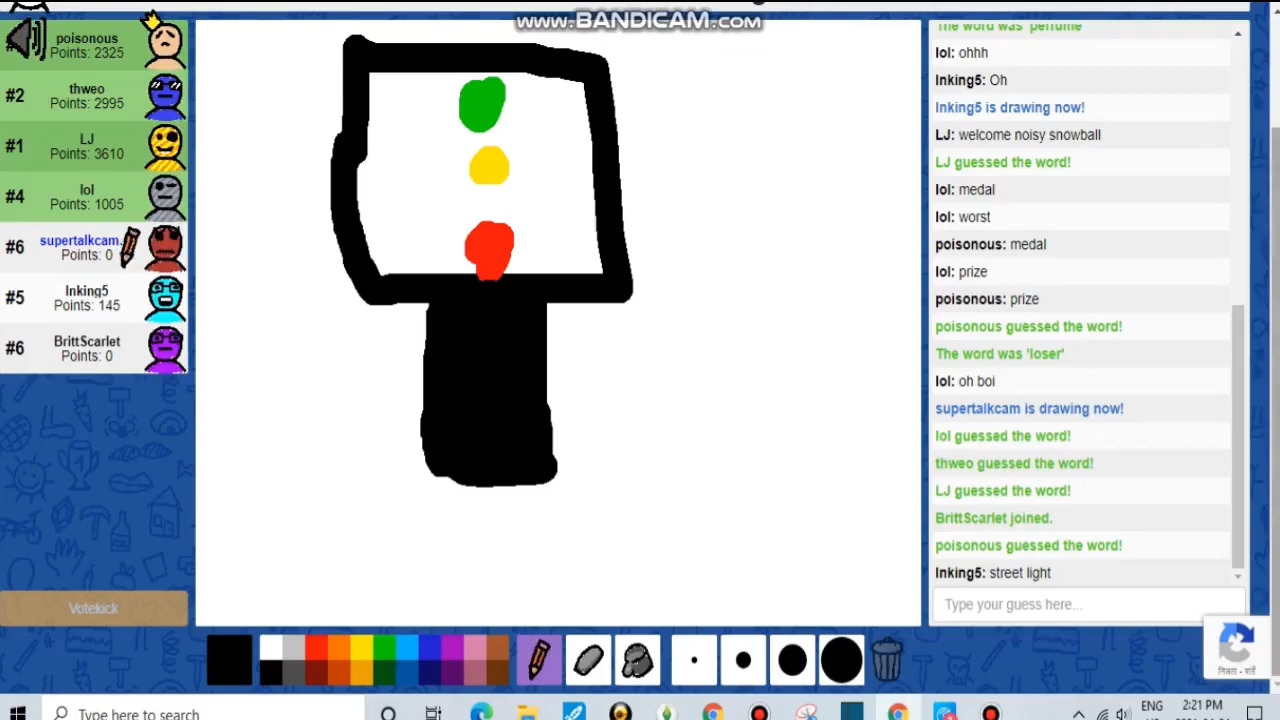 www.BANDICAM.com
poisonous
Points: 2325
#2
thweo
Points: 2995
#1
LJ
Points: 3610
#4
lol
Points: 1005
#6
supertalkcam.
Points: 0
#5
Inking5
Points: 145
#6
BrittScarlet
Points: 0
Votekick
The word was 'perfume'
lol: ohhh
Inking5: Oh
Inking5 is drawing now!
LJ: welcome noisy snowball
LJ guessed the word!
lol: medal
lol: worst
poisonous: medal
lol: prize
poisonous: prize
poisonous guessed the word!
The word was 'loser'
lol: oh boi
supertalkcam is drawing now!
lol guessed the word!
thweo guessed the word!
LJ guessed the word!
BrittScarlet joined.
poisonous guessed the word!
Inking5: street light
Type your guess here...
Type here to search
ENG
2:21 PM